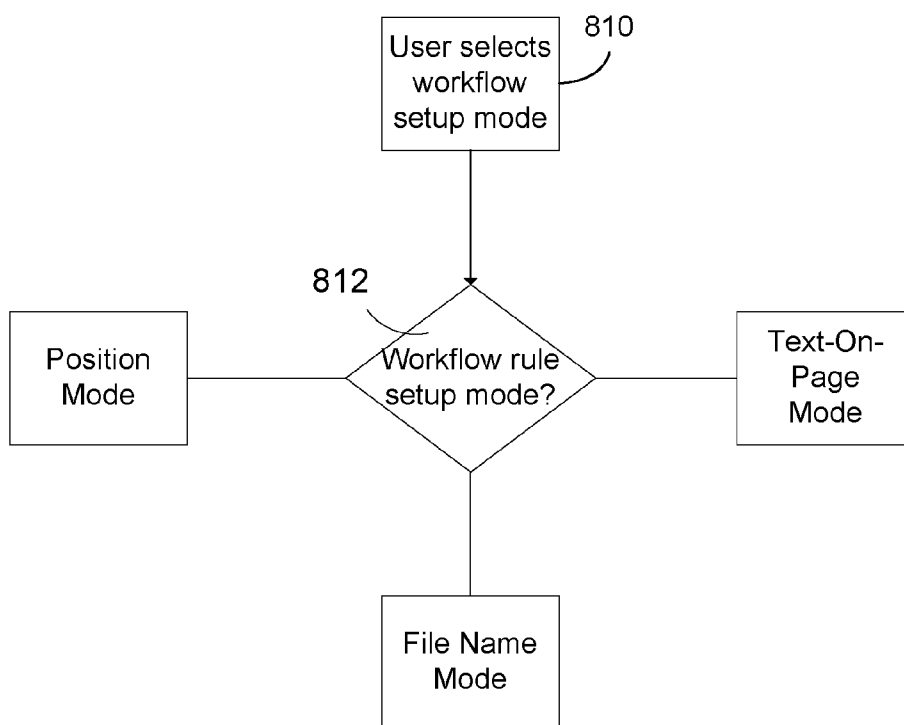 User selects
workflow
setup mode
810
812
Workflow rule
setup mode?
Position
Mode
Text-On-
Page
Mode
File Name
Mode